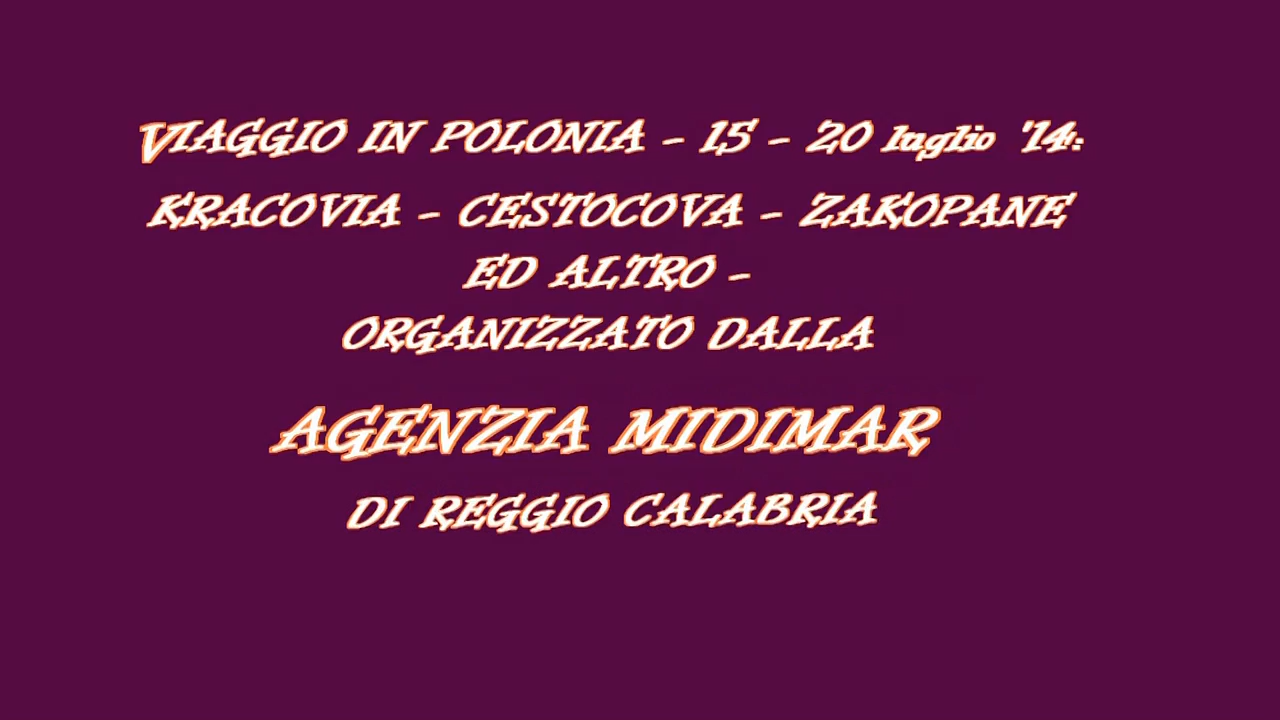 VIAGGIO IN POLONIA - 15 - 20 luglio '14:
KRACOVIA - CESTOCOVA - ZAKOPANE
ED ALTRO -
ORGANIZZATO DALLA
AGENZIA MIDIMAR
DI REGGIO CALABRIA